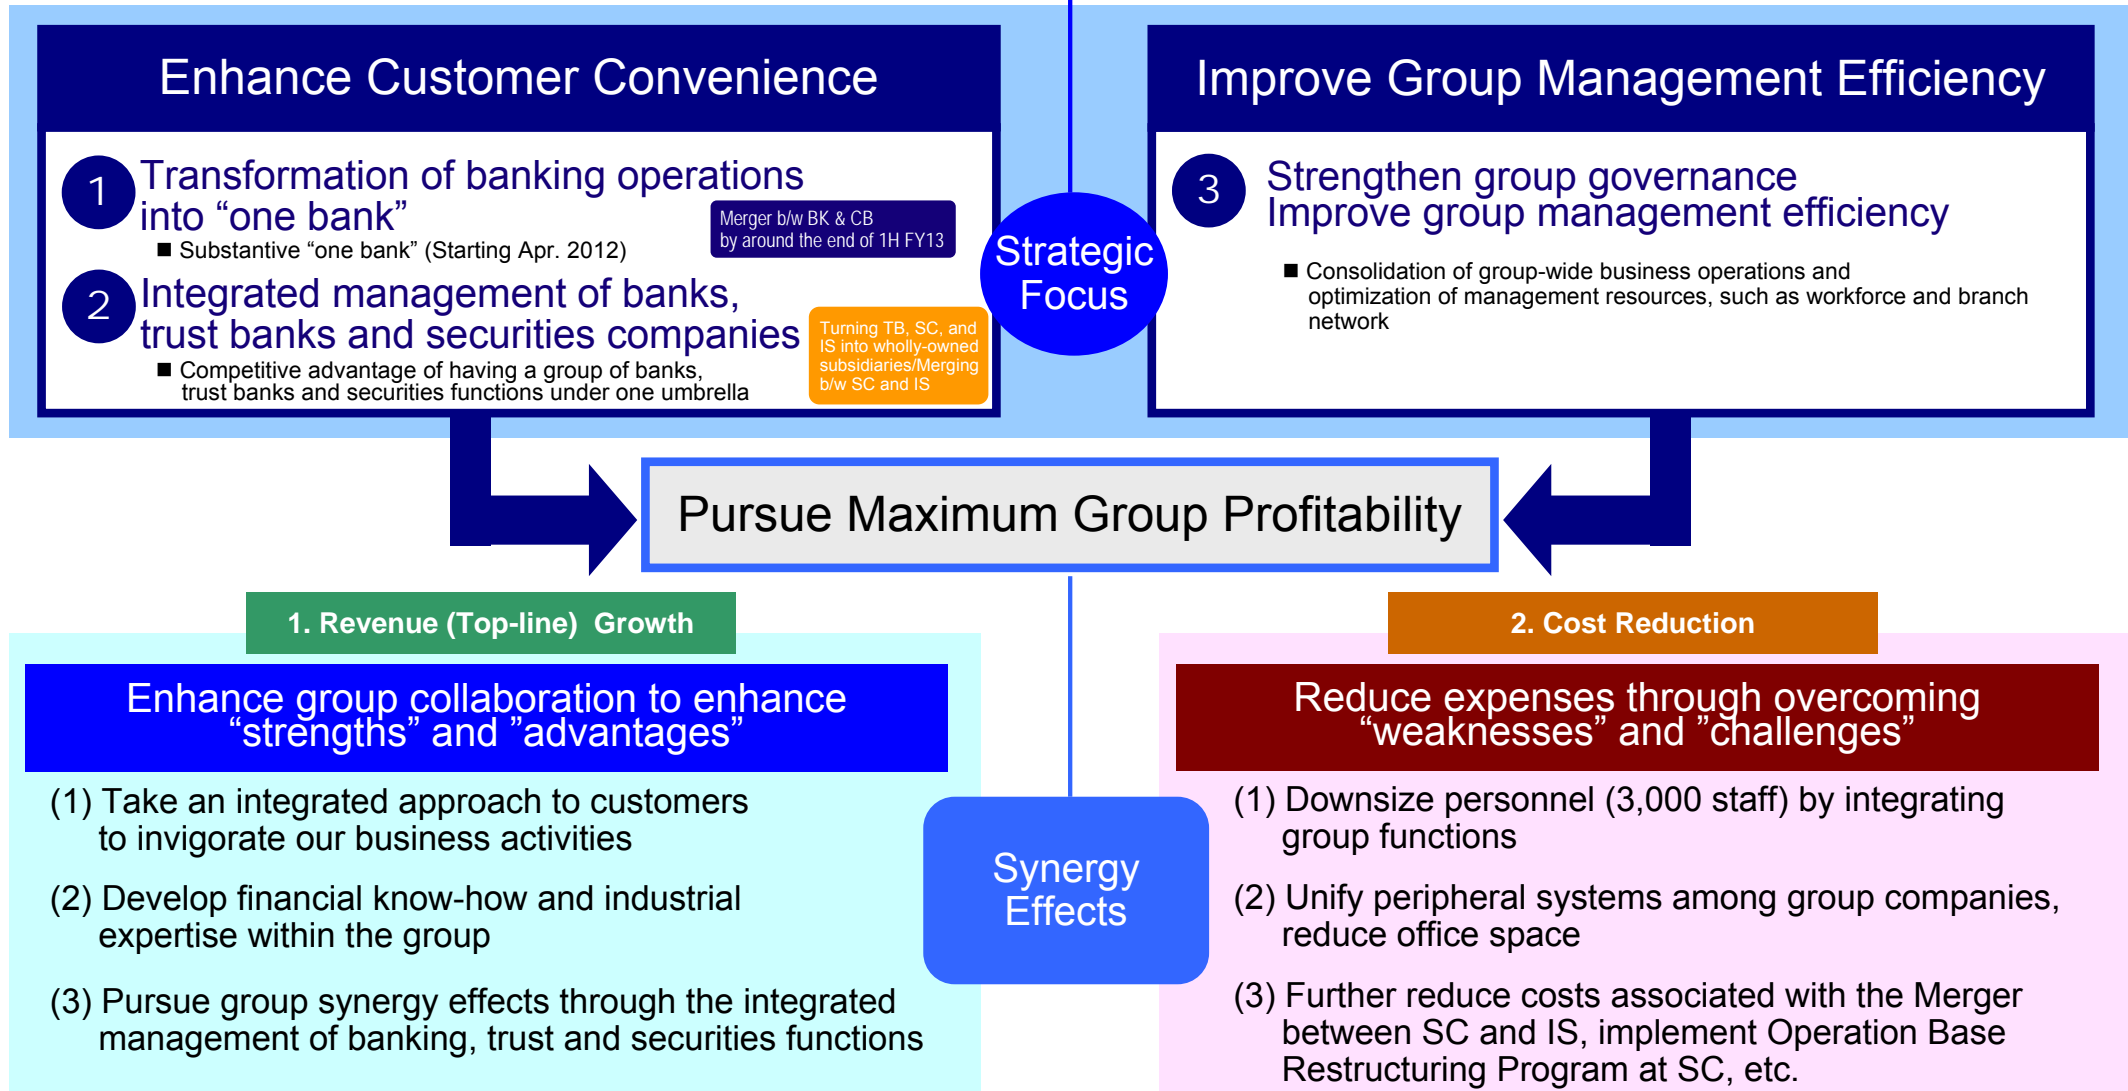 Enhance Customer Convenience
1
Transformation of banking operations
into “one bank”
■ Substantive “one bank” (Starting Apr. 2012)
Merger b/w BK & CB
by around the end of 1H FY13
2
Integrated management of banks,
trust banks and securities companies
■ Competitive advantage of having a group of banks,
trust banks and securities functions under one umbrella
Turning TB, SC, and
IS into wholly-owned
subsidiaries/Merging
b/w SC and IS
Strategic
Focus
Improve Group Management Efficiency
3
Strengthen group governance
Improve group management efficiency
■ Consolidation of group-wide business operations and
optimization of management resources, such as workforce and branch
network
Pursue Maximum Group Profitability
1. Revenue (Top-line) Growth
Enhance group collaboration to enhance
“strengths” and ”advantages”
(1) Take an integrated approach to customers
to invigorate our business activities
(2) Develop financial know-how and industrial
expertise within the group
(3) Pursue group synergy effects through the integrated
management of banking, trust and securities functions
Synergy
Effects
2. Cost Reduction
Reduce expenses through overcoming
“weaknesses” and ”challenges”
(1) Downsize personnel (3,000 staff) by integrating
group functions
(2) Unify peripheral systems among group companies,
reduce office space
(3) Further reduce costs associated with the Merger
between SC and IS, implement Operation Base
Restructuring Program at SC, etc.